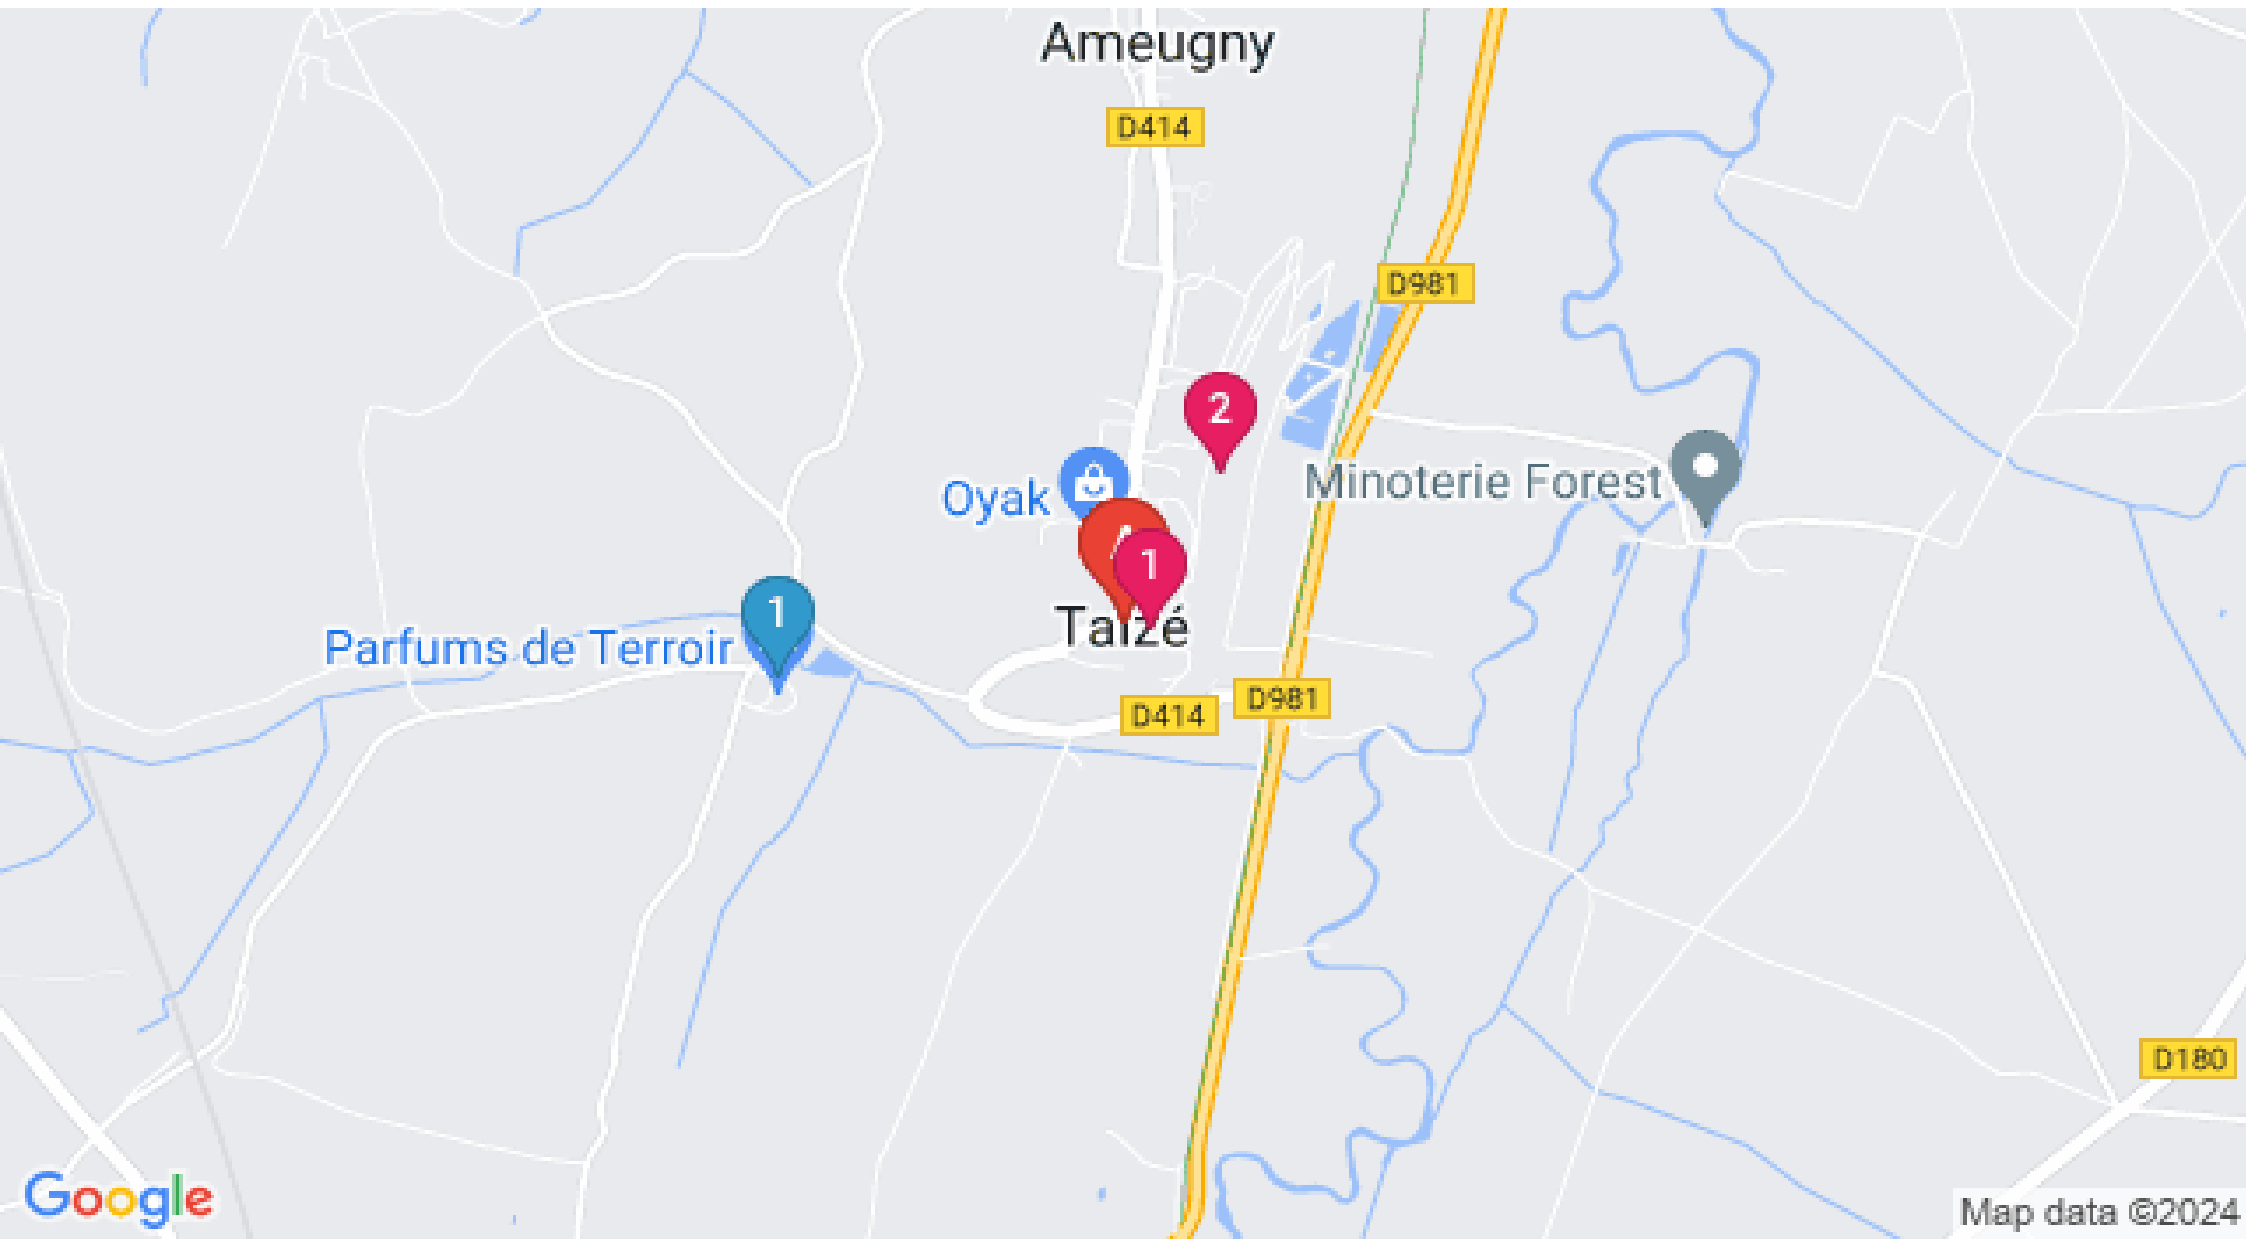 Ameugny
D414
D981
2
Oyak
Minoterie Forest
1
1
Taizé
Parfums de Terroir
D414
D981
D180
Google
Map data ©2024